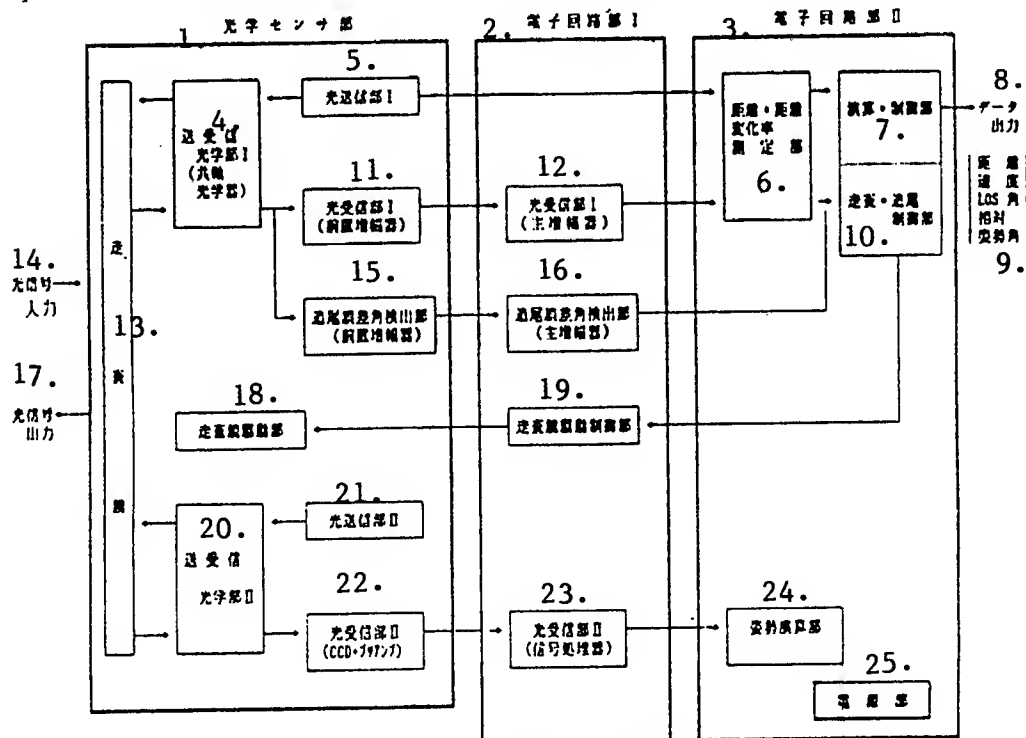 1. 光学センサ部
2. 電子回路部 I
3. 電子回路部 II
4.
送受信
光学部 I
(共軸
光学器)
5.
光送信部 I
距離・距離
変化率
測定部
6.
演算・制御部
7.
8.
データ
出力
距離
速度
LOS角
相対
姿勢角
9.
走査・追尾
制御部
10.
11.
光受信部 I
(前置増幅器)
12.
光受信部 I
(主増幅器)
走
査
鏡
13.
14.
光信号
入力
15.
追尾誤差角検出部
(前置増幅器)
16.
追尾誤差角検出部
(主増幅器)
17.
光信号
出力
18.
走査鏡駆動部
19.
走査鏡駆動制御部
20.
送受信
光学部 II
21.
光送信部 II
22.
光受信部 II
(CCD+プリアンプ)
23.
光受信部 II
(信号処理器)
24.
姿勢演算部
25.
電源部